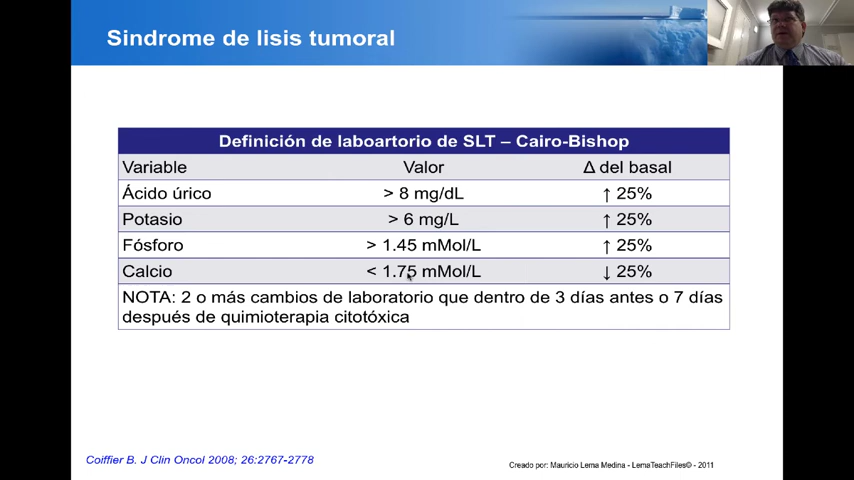 Sindrome de lisis tumoral
Definición de laboartorio de SLT – Cairo-Bishop
Variable Valor Δ del basal
Ácido úrico > 8 mg/dL ↑ 25%
Potasio > 6 mg/L ↑ 25%
Fósforo > 1.45 mMol/L ↑ 25%
Calcio < 1.75 mMol/L ↓ 25%
NOTA: 2 o más cambios de laboratorio que dentro de 3 días antes o 7 días
después de quimioterapia citotóxica
Coiffier B. J Clin Oncol 2008; 26:2767-2778
Creado por: Mauricio Lema Medina - LemaTeachFiles© - 2011